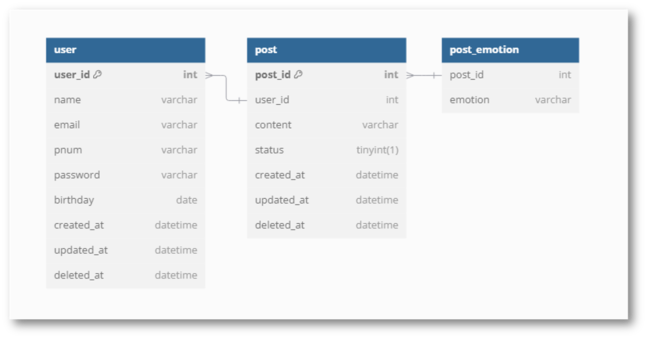 user
user_id int
name varchar
email varchar
pnum varchar
password varchar
birthday date
created_at datetime
updated_at datetime
deleted_at datetime
post
post_id int
user_id int
content varchar
status tinyint(1)
created_at datetime
updated_at datetime
deleted_at datetime
post_emotion
post_id int
emotion varchar